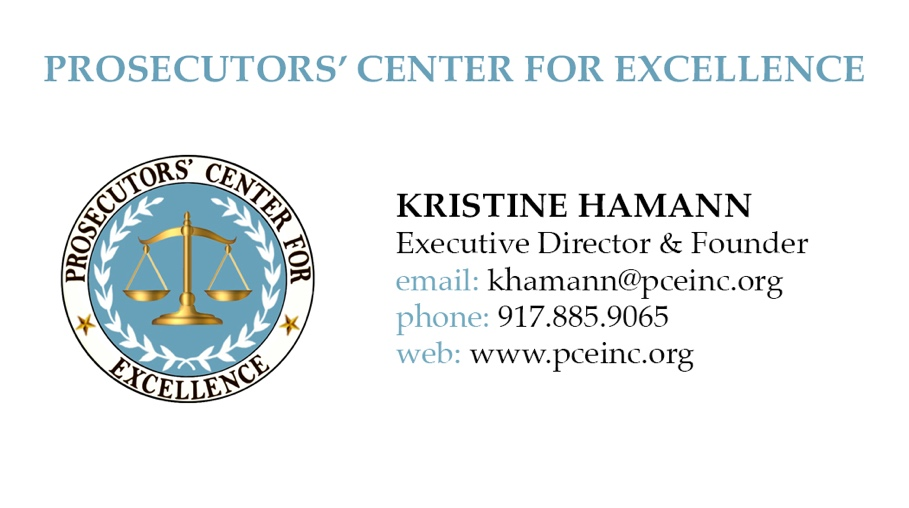 PROSECUTORS’ CENTER FOR EXCELLENCE
PROSECUTORS’ CENTER FOR
EXCELLENCE
KRISTINE HAMANN
Executive Director & Founder
email: khamann@pceinc.org
phone: 917.885.9065
web: www.pceinc.org